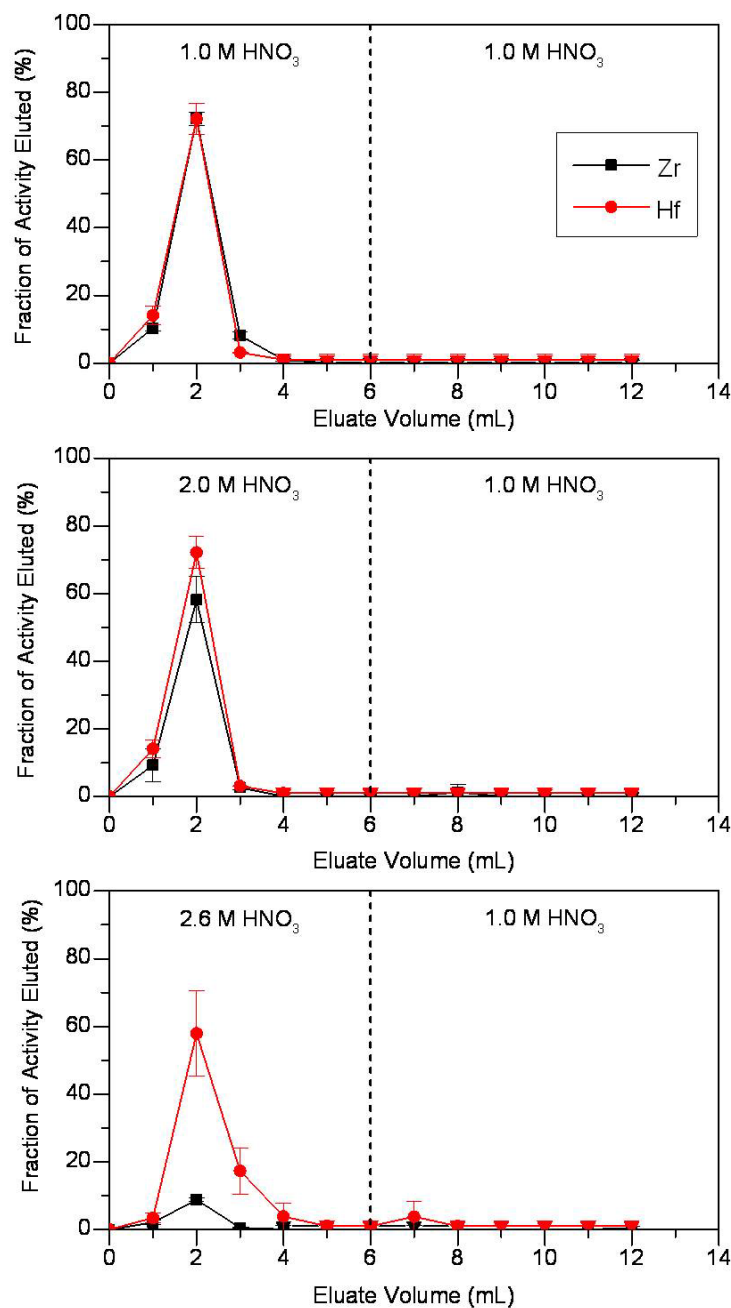 100
80
60
40
20
0
Fraction of Activity Eluted (%)
1.0 M HNO₃
1.0 M HNO₃
Zr
Hf
0 2 4 6 8 10 12 14
Eluate Volume (mL)
100
80
60
40
20
0
Fraction of Activity Eluted (%)
2.0 M HNO₃
1.0 M HNO₃
0 2 4 6 8 10 12 14
Eluate Volume (mL)
100
80
60
40
20
0
Fraction of Activity Eluted (%)
2.6 M HNO₃
1.0 M HNO₃
0 2 4 6 8 10 12 14
Eluate Volume (mL)